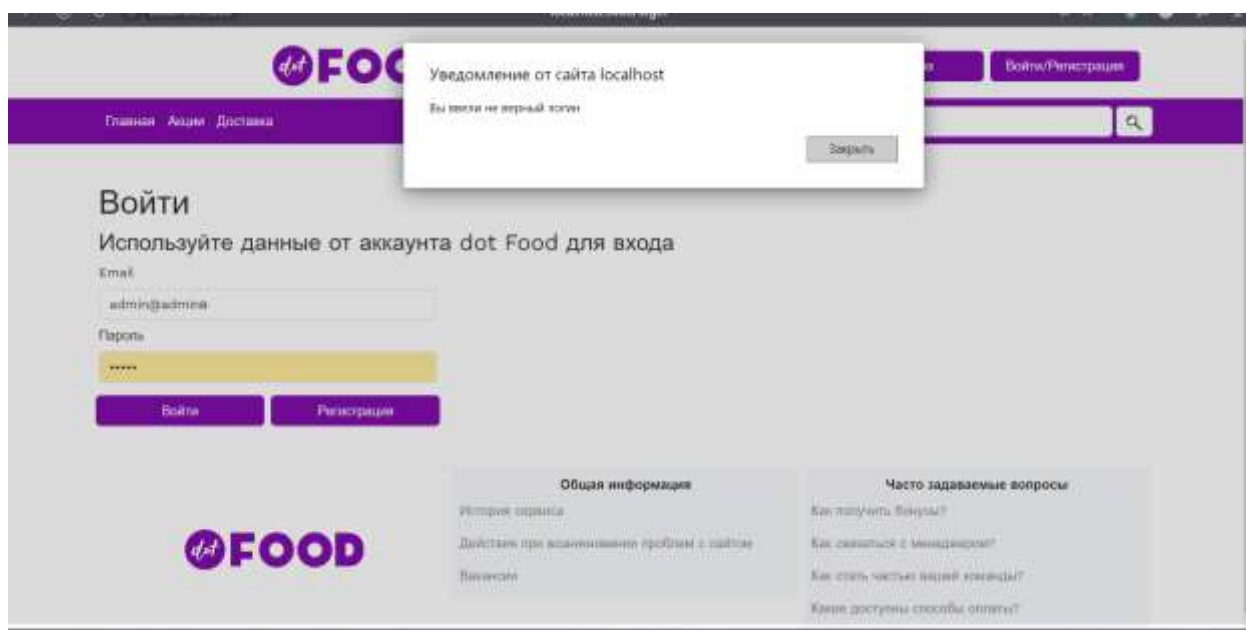 dot FOO
Уведомление от сайта localhost
Вы ввели не верный логин
Закрыть
Войти/Регистрация
Главная Акции Доставка
Войти
Используйте данные от аккаунта dot Food для входа
Email
admin@admine
Пароль
•••••
Войти Регистрация
Общая информация
История сервиса
Действия при возникновении проблем с сайтом
Вакансии
Часто задаваемые вопросы
Как получить бонусы?
Как связаться с менеджером?
Как стать частью вашей команды?
Какие доступны способы оплаты?
dot FOOD